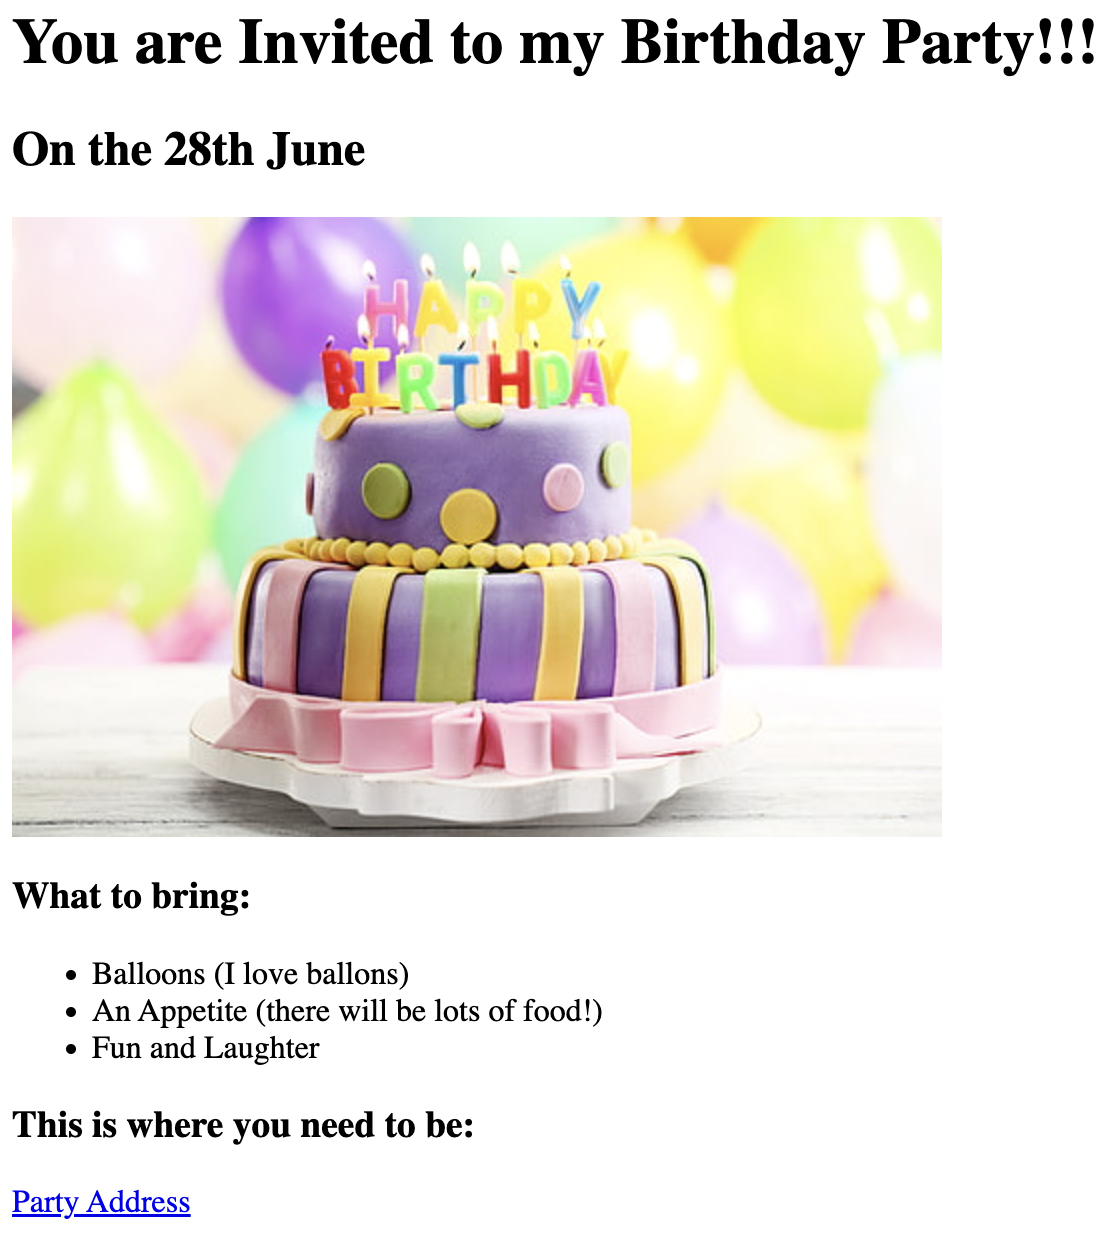 You are Invited to my Birthday Party!!!
On the 28th June
HAPPY
BIRTHDAY
What to bring:
Balloons (I love ballons)
An Appetite (there will be lots of food!)
Fun and Laughter
This is where you need to be:
Party Address